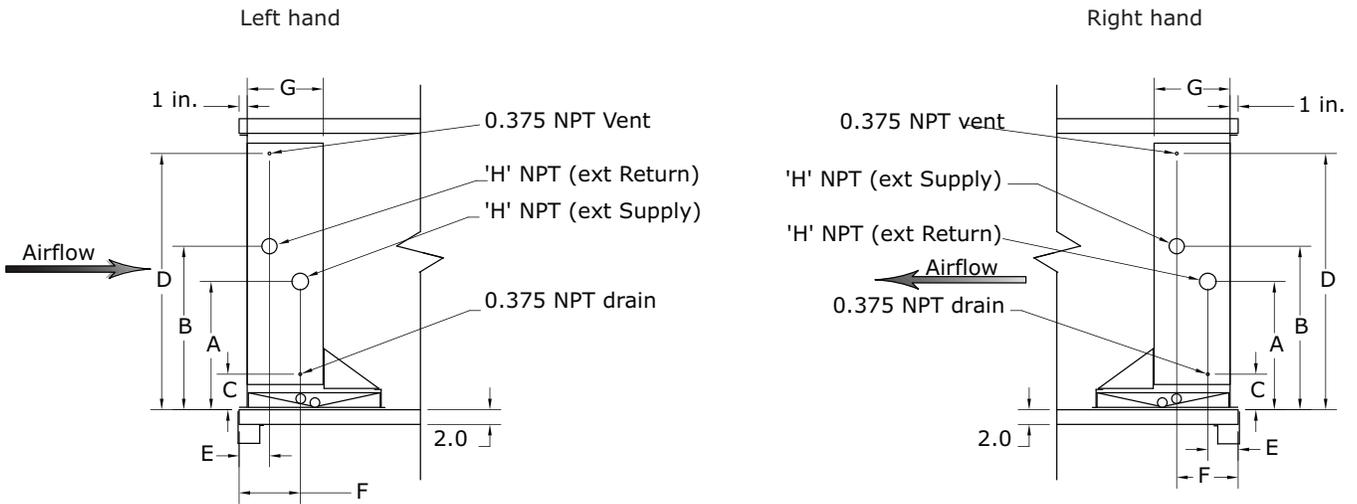 Left hand
Right hand
G
1 in.
0.375 NPT Vent
'H' NPT (ext Return)
'H' NPT (ext Supply)
Airflow
D
B
A
0.375 NPT drain
C
2.0
E
F
G
1 in.
0.375 NPT vent
'H' NPT (ext Supply)
'H' NPT (ext Return)
Airflow
D
B
A
0.375 NPT drain
C
2.0
E
F